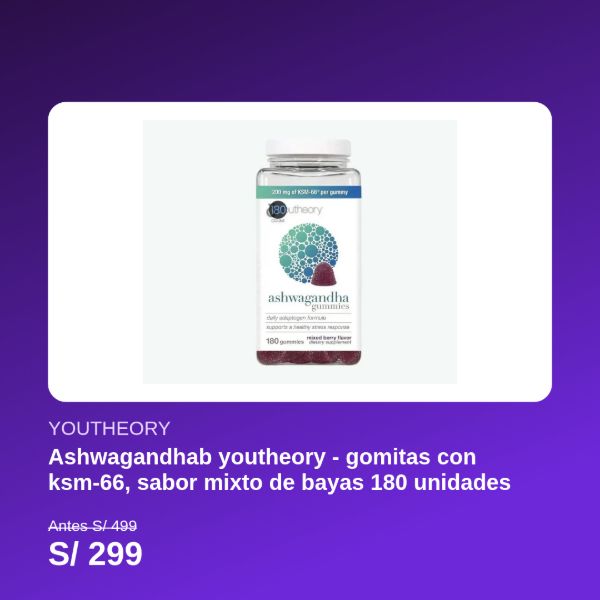 200 mg of KSM-66® per gummy
180
youtheory
ashwagandha
gummies
daily adaptogen formula
supports a healthy stress response
180 gummies
mixed berry flavor
dietary supplement
YOUTHEORY
Ashwagandhab youtheory - gomitas con
ksm-66, sabor mixto de bayas 180 unidades
Antes S/ 499
S/ 299